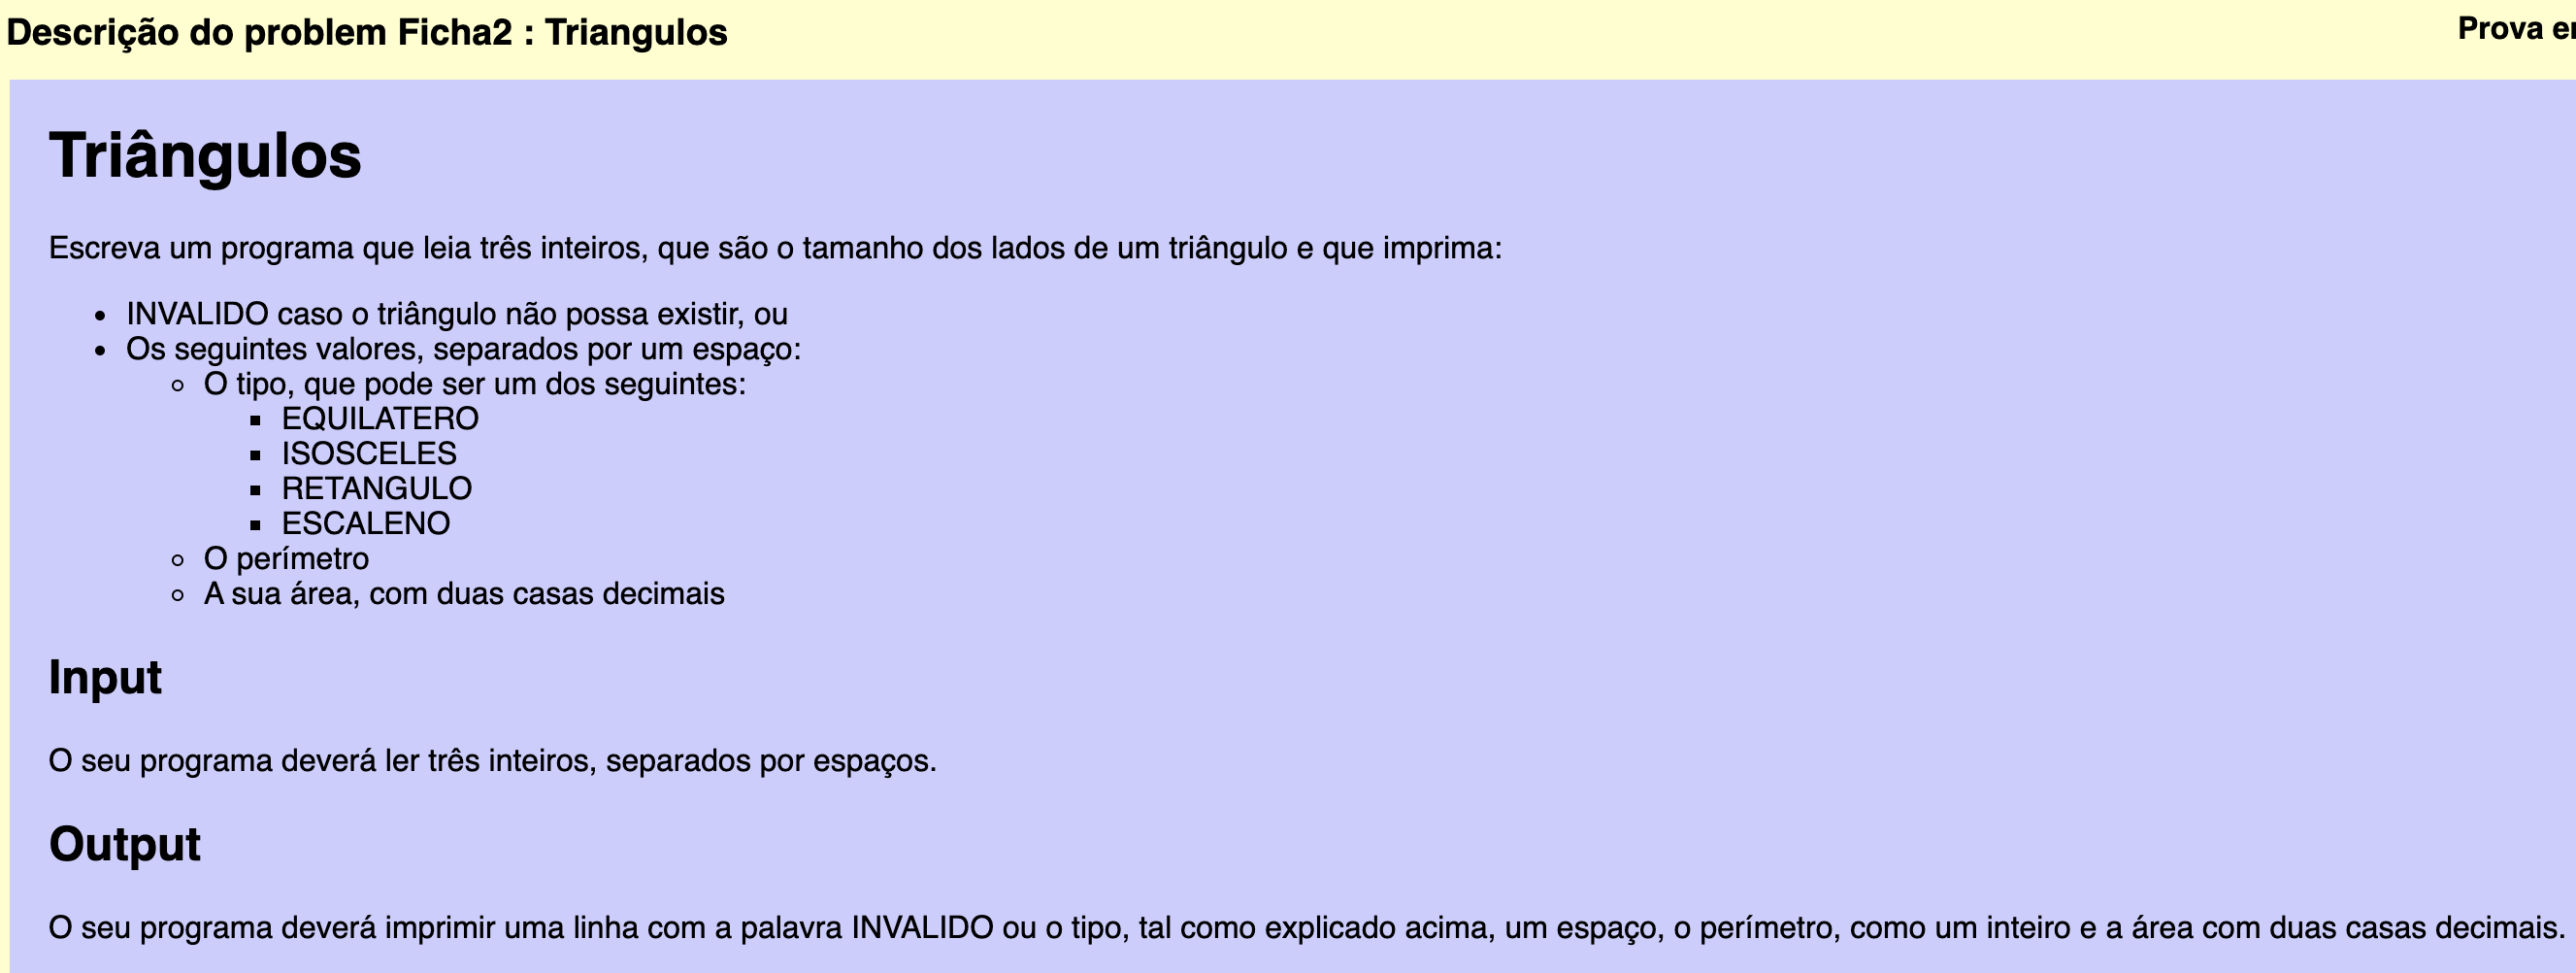 Descrição do problem Ficha2 : Triangulos
Prova
Triângulos
Escreva um programa que leia três inteiros, que são o tamanho dos lados de um triângulo e que imprima:
INVALIDO caso o triângulo não possa existir, ou
Os seguintes valores, separados por um espaço:
O tipo, que pode ser um dos seguintes:
EQUILATERO
ISOSCELES
RETANGULO
ESCALENO
O perímetro
A sua área, com duas casas decimais
Input
O seu programa deverá ler três inteiros, separados por espaços.
Output
O seu programa deverá imprimir uma linha com a palavra INVALIDO ou o tipo, tal como explicado acima, um espaço, o perímetro, como um inteiro e a área com duas casas decimais.